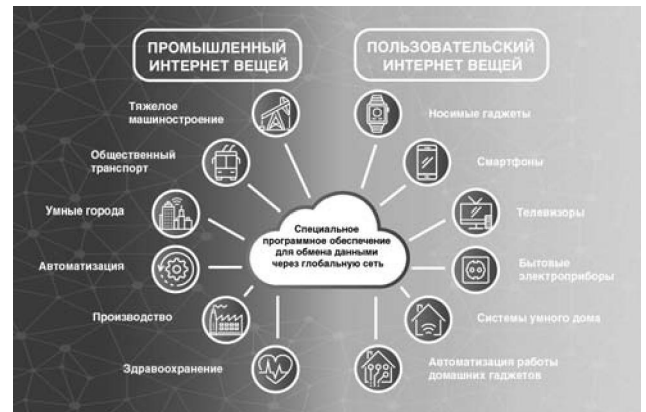 ПРОМЫШЛЕННЫЙ
ИНТЕРНЕТ ВЕЩЕЙ
ПОЛЬЗОВАТЕЛЬСКИЙ
ИНТЕРНЕТ ВЕЩЕЙ
Тяжелое
машиностроение
Общественный
транспорт
Умные города
Автоматизация
Производство
Здравоохранение
Специальное
программное обеспечение
для обмена данными
через глобальную сеть
Носимые гаджеты
Смартфоны
Телевизоры
Бытовые
электроприборы
Системы умного дома
Автоматизация работы
домашних гаджетов